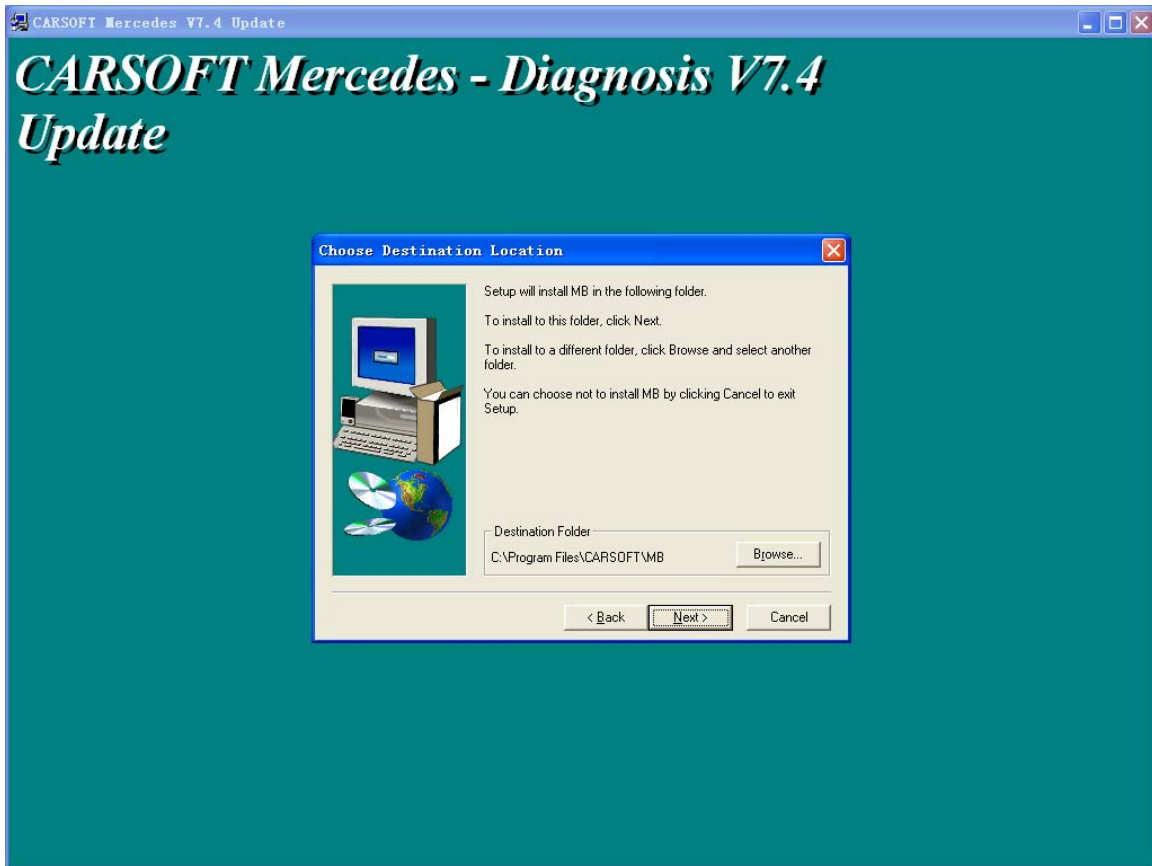 CARSOFT Mercedes V7.4 Update
CARSOFT Mercedes - Diagnosis V7.4
Update
Choose Destination Location
Setup will install MB in the following folder.
To install to this folder, click Next.
To install to a different folder, click Browse and select another
folder.
You can choose not to install MB by clicking Cancel to exit
Setup.
Destination Folder
C:\Program Files\CARSOFT\MB
Browse...
< Back
Next >
Cancel